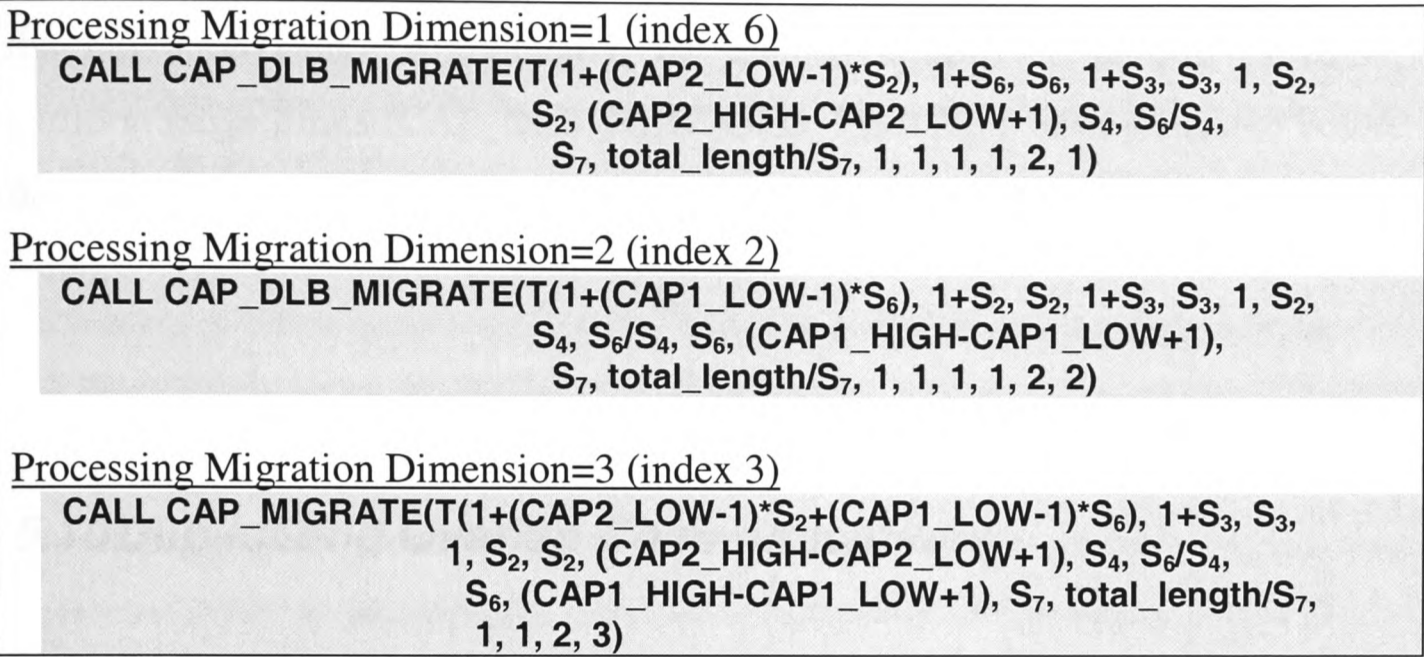 Processing Migration Dimension=1 (index 6)
CALL CAP_DLB_MIGRATE(T(1+(CAP2_LOW-1)*S₂), 1+S₆, S₆, 1+S₃, S₃, 1, S₂,
S₂, (CAP2_HIGH-CAP2_LOW+1), S₄, S₆/S₄,
S₇, total_length/S₇, 1, 1, 1, 1, 2, 1)
Processing Migration Dimension=2 (index 2)
CALL CAP_DLB_MIGRATE(T(1+(CAP1_LOW-1)*S₆), 1+S₂, S₂, 1+S₃, S₃, 1, S₂,
S₄, S₆/S₄, S₆, (CAP1_HIGH-CAP1_LOW+1),
S₇, total_length/S₇, 1, 1, 1, 1, 2, 2)
Processing Migration Dimension=3 (index 3)
CALL CAP_MIGRATE(T(1+(CAP2_LOW-1)*S₂+(CAP1_LOW-1)*S₆), 1+S₃, S₃,
1, S₂, S₂, (CAP2_HIGH-CAP2_LOW+1), S₄, S₆/S₄,
S₆, (CAP1_HIGH-CAP1_LOW+1), S₇, total_length/S₇,
1, 1, 2, 3)